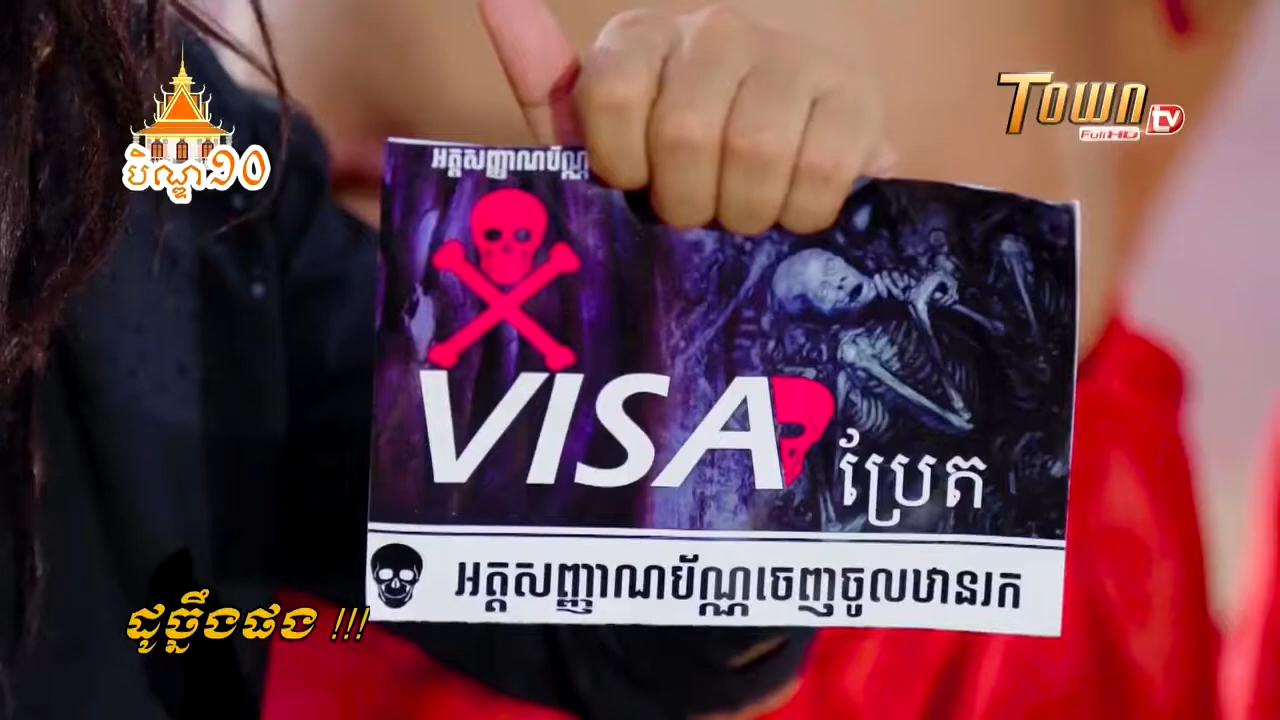 បិណ្ឌ១០
Town tv
Full HD
អត្តសញ្ញាណប័ណ្ណ
VISA
ប្រែត
អត្តសញ្ញាណប័ណ្ណចេញចូលឋានរក
ដូច្នឹងផង !!!